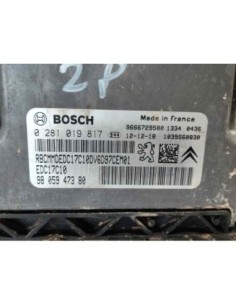 2P
BOSCH
Made in France
0 281 019 817
9666729580 1334 0436
12-12-18 1039S60030
RBCMMDEDC17C10DV6D97CEM01
EDC17C10
98 059 473 80